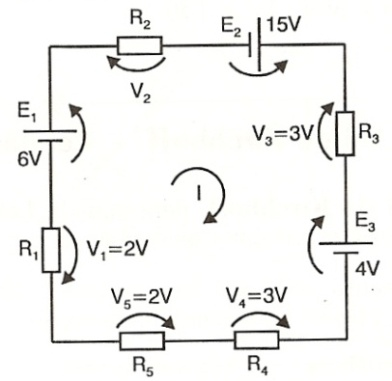 R₂
E₂ 15V
V₂
E₁
6V
V₃=3V R₃
I
E₃
R₁ V₁=2V
4V
V₅=2V V₄=3V
R₅ R₄